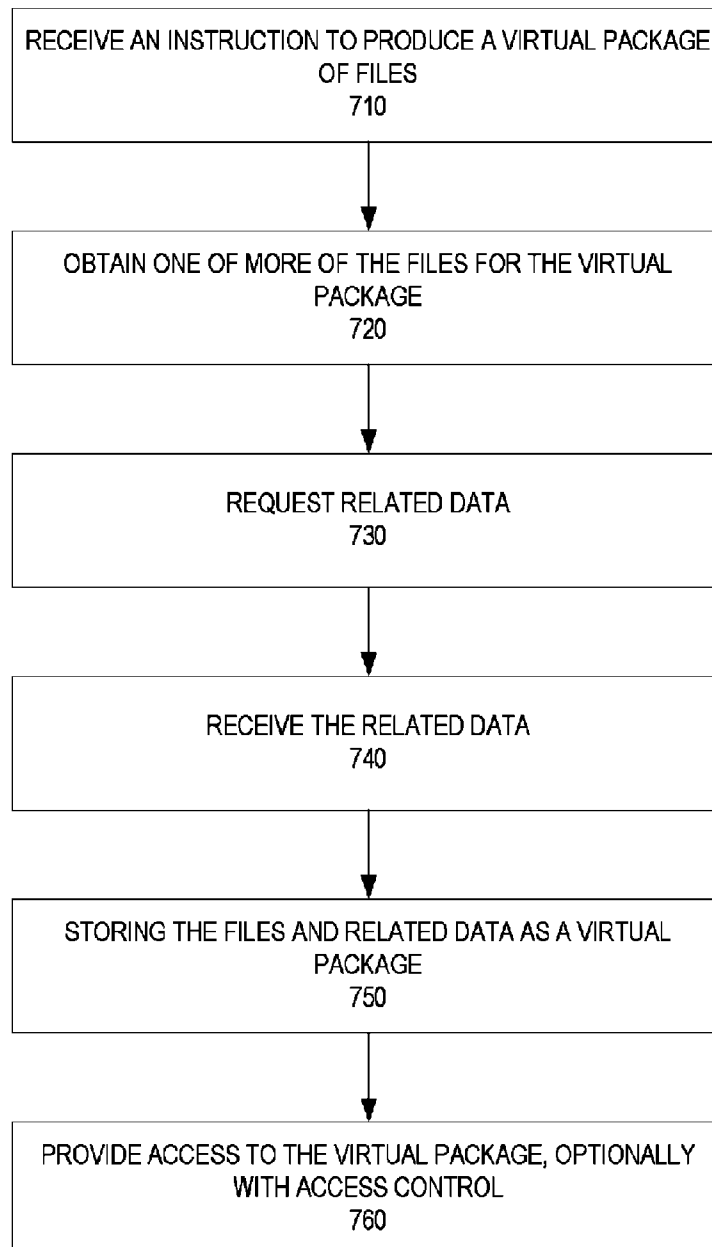 RECEIVE AN INSTRUCTION TO PRODUCE A VIRTUAL PACKAGE
OF FILES
710
OBTAIN ONE OF MORE OF THE FILES FOR THE VIRTUAL
PACKAGE
720
REQUEST RELATED DATA
730
RECEIVE THE RELATED DATA
740
STORING THE FILES AND RELATED DATA AS A VIRTUAL
PACKAGE
750
PROVIDE ACCESS TO THE VIRTUAL PACKAGE, OPTIONALLY
WITH ACCESS CONTROL
760